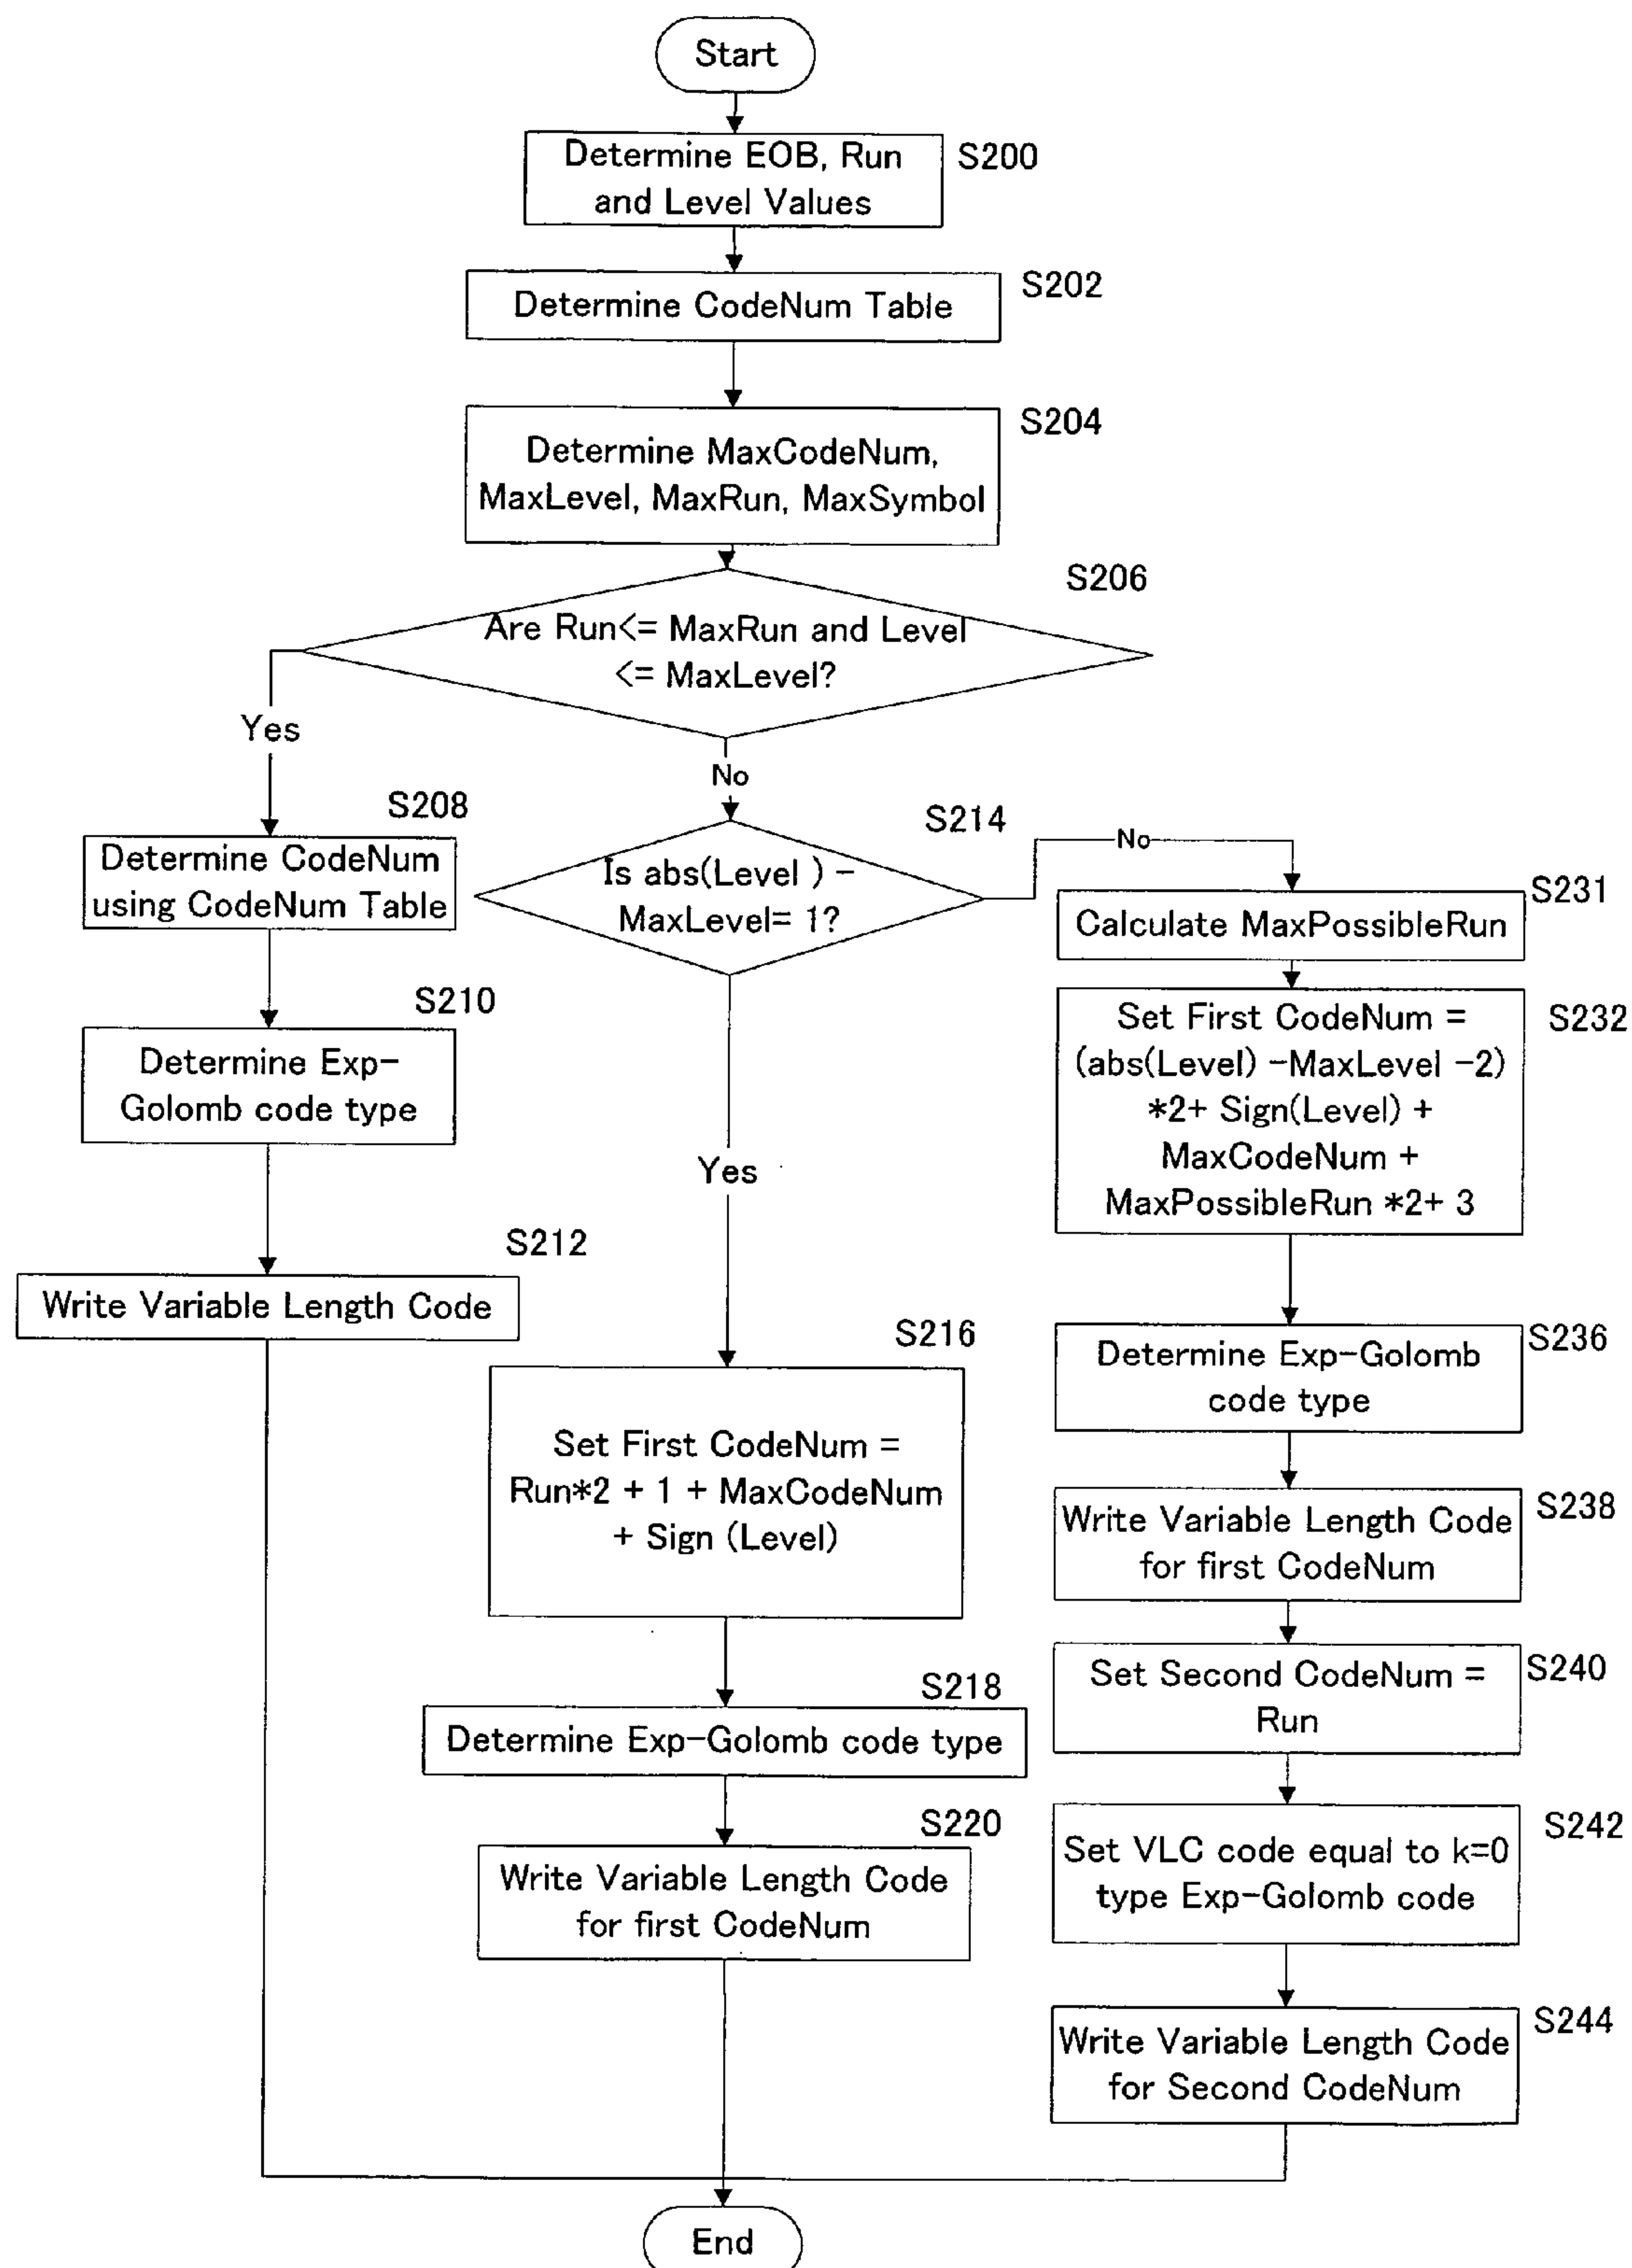 Start
Determine EOB, Run
and Level Values
S200
Determine CodeNum Table
S202
Determine MaxCodeNum,
MaxLevel, MaxRun, MaxSymbol
S204
Are Run<= MaxRun and Level
<= MaxLevel?
S206
Yes
No
Determine CodeNum
using CodeNum Table
S208
Determine Exp-
Golomb code type
S210
Write Variable Length Code
S212
Is abs(Level ) -
MaxLevel= 1?
S214
No
Yes
Set First CodeNum =
Run*2 + 1 + MaxCodeNum
+ Sign (Level)
S216
Determine Exp-Golomb code type
S218
Write Variable Length Code
for first CodeNum
S220
Calculate MaxPossibleRun
S231
Set First CodeNum =
(abs(Level) -MaxLevel -2)
*2+ Sign(Level) +
MaxCodeNum +
MaxPossibleRun *2+ 3
S232
Determine Exp-Golomb
code type
S236
Write Variable Length Code
for first CodeNum
S238
Set Second CodeNum =
Run
S240
Set VLC code equal to k=0
type Exp-Golomb code
S242
Write Variable Length Code
for Second CodeNum
S244
End